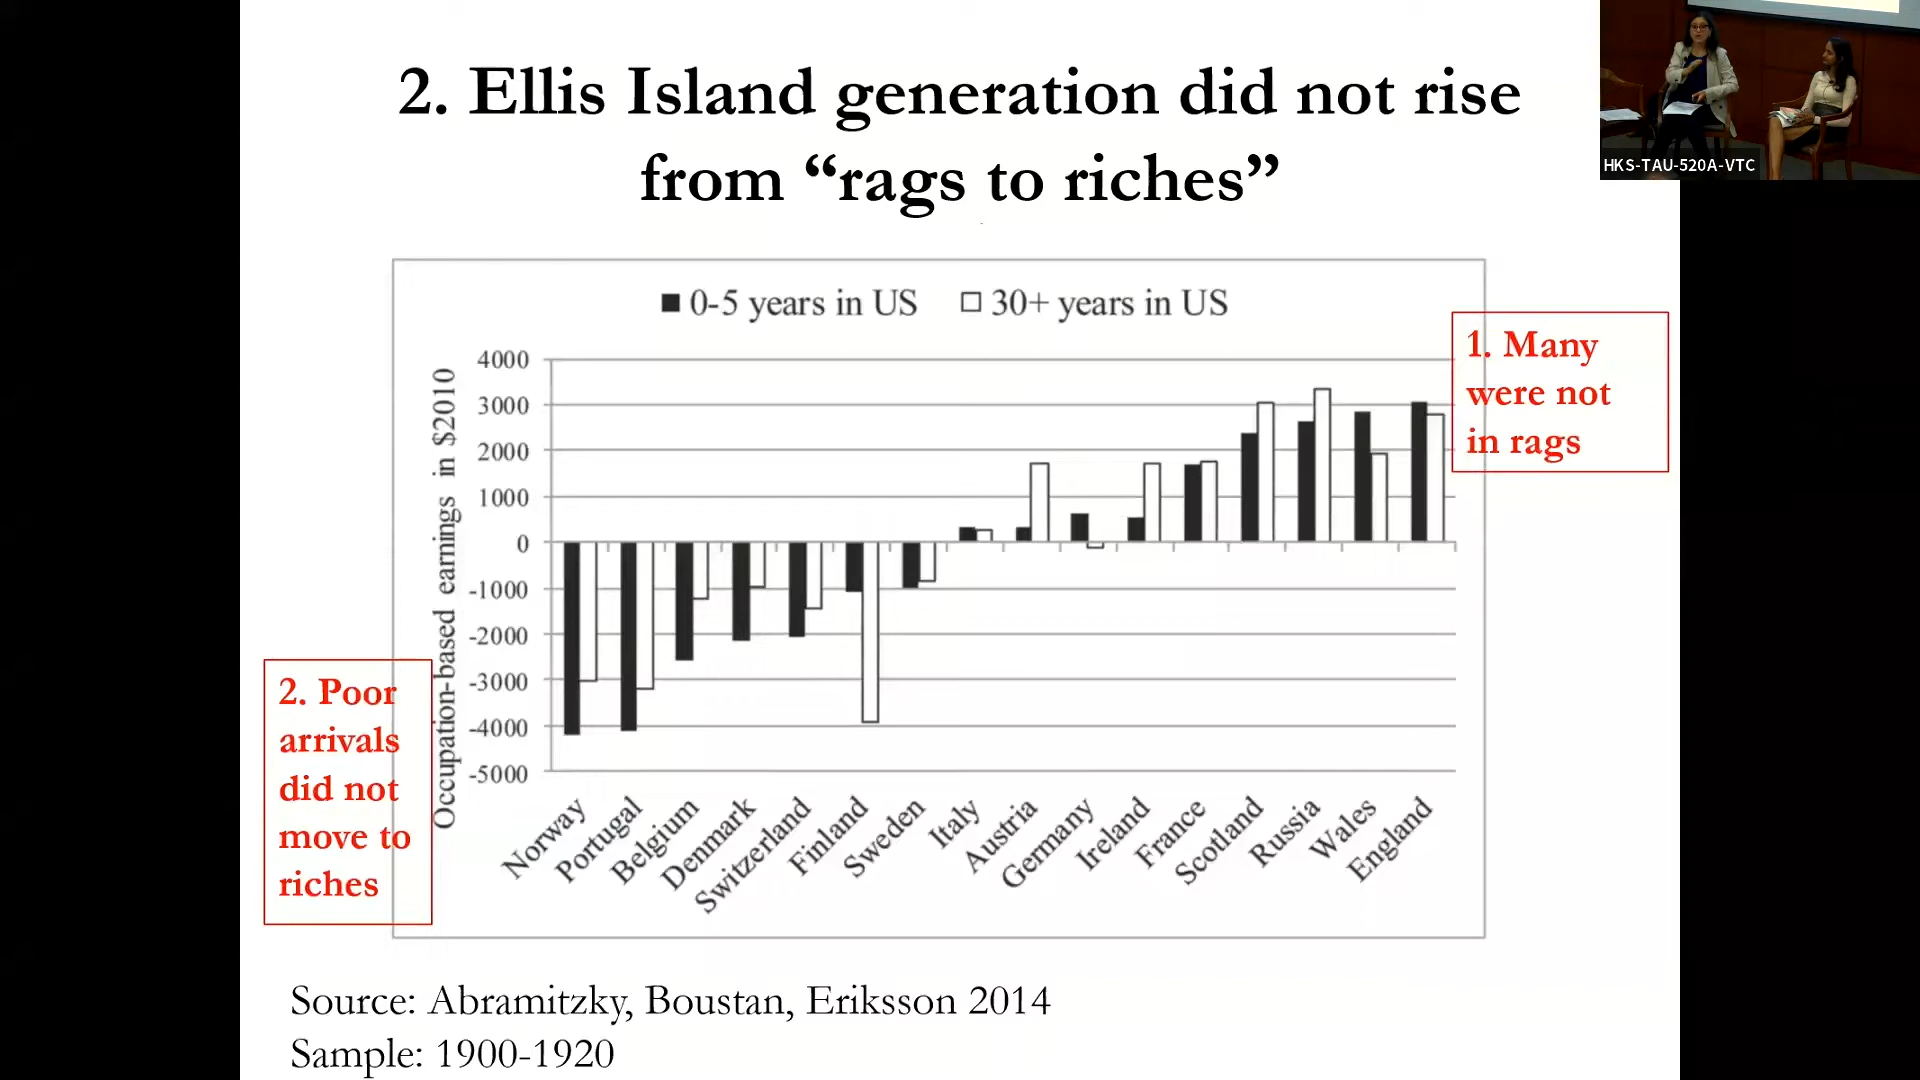 2. Ellis Island generation did not rise
from “rags to riches”
HKS-TAU-520A-VTC
0-5 years in US
30+ years in US
1. Many
were not
in rags
Occupation-based earnings in $2010
4000
3000
2000
1000
0
-1000
-2000
-3000
-4000
-5000
2. Poor
arrivals
did not
move to
riches
Norway
Portugal
Belgium
Denmark
Switzerland
Finland
Sweden
Italy
Austria
Germany
Ireland
France
Scotland
Russia
Wales
England
Source: Abramitzky, Boustan, Eriksson 2014
Sample: 1900-1920